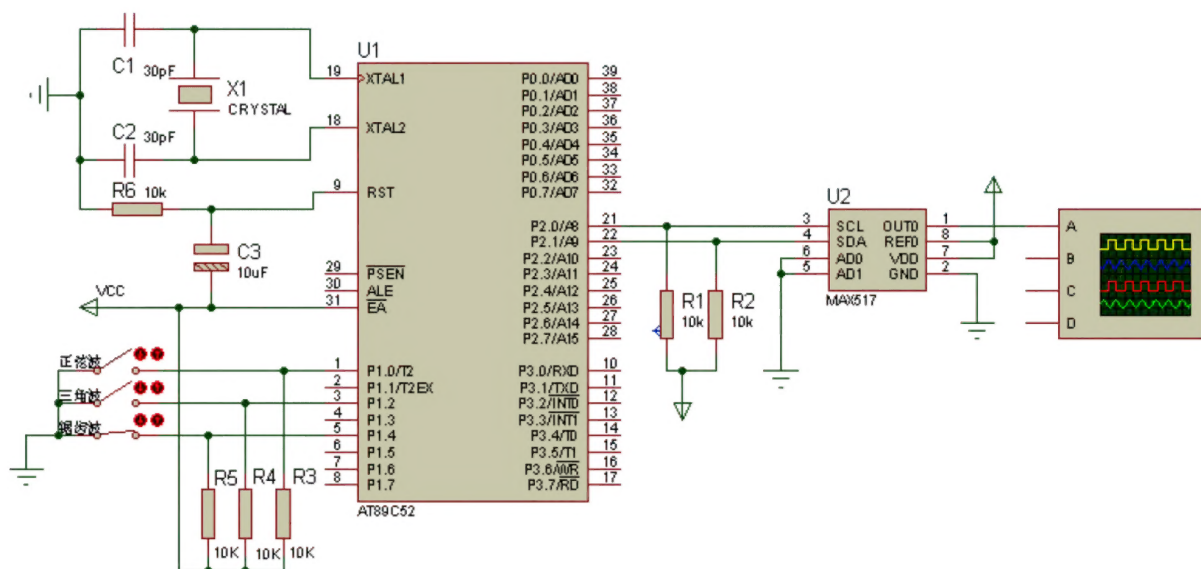 C1
30pF
X1
CRYSTAL
C2
30pF
R6
10k
C3
10uF
VCC
正弦波
三角波
锯齿波
R5
R4
R3
10K
10K
10K
U1
19
XTAL1
18
XTAL2
9
RST
29
PSEN
30
ALE
31
EA
1
P1.0/T2
2
P1.1/T2EX
3
P1.2
4
P1.3
5
P1.4
6
P1.5
7
P1.6
8
P1.7
P0.0/AD0
39
P0.1/AD1
38
P0.2/AD2
37
P0.3/AD3
36
P0.4/AD4
35
P0.5/AD5
34
P0.6/AD6
33
P0.7/AD7
32
P2.0/A8
21
P2.1/A9
22
P2.2/A10
23
P2.3/A11
24
P2.4/A12
25
P2.5/A13
26
P2.6/A14
27
P2.7/A15
28
P3.0/RXD
10
P3.1/TXD
11
P3.2/INT0
12
P3.3/INT1
13
P3.4/T0
14
P3.5/T1
15
P3.6/WR
16
P3.7/RD
17
AT89C52
R1
10k
R2
10k
U2
3
SCL
4
SDA
6
AD0
5
AD1
OUT0
1
REF0
8
VDD
7
GND
2
MAX517
A
B
C
D